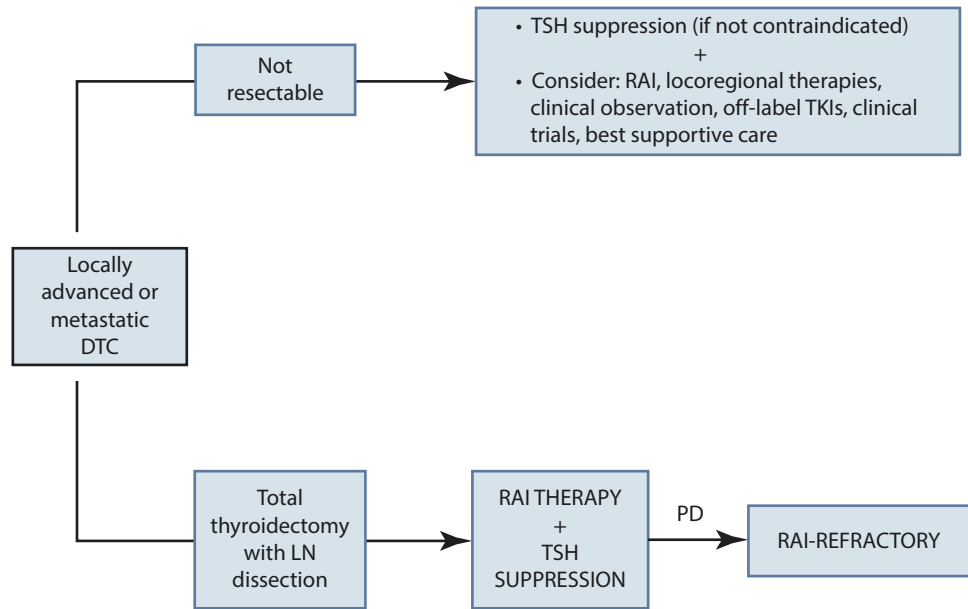 Not
resectable
• TSH suppression (if not contraindicated)
+
• Consider: RAI, locoregional therapies,
clinical observation, off-label TKIs, clinical
trials, best supportive care
Locally
advanced or
metastatic
DTC
Total
thyroidectomy
with LN
dissection
RAI THERAPY
+
TSH
SUPPRESSION
PD
RAI-REFRACTORY